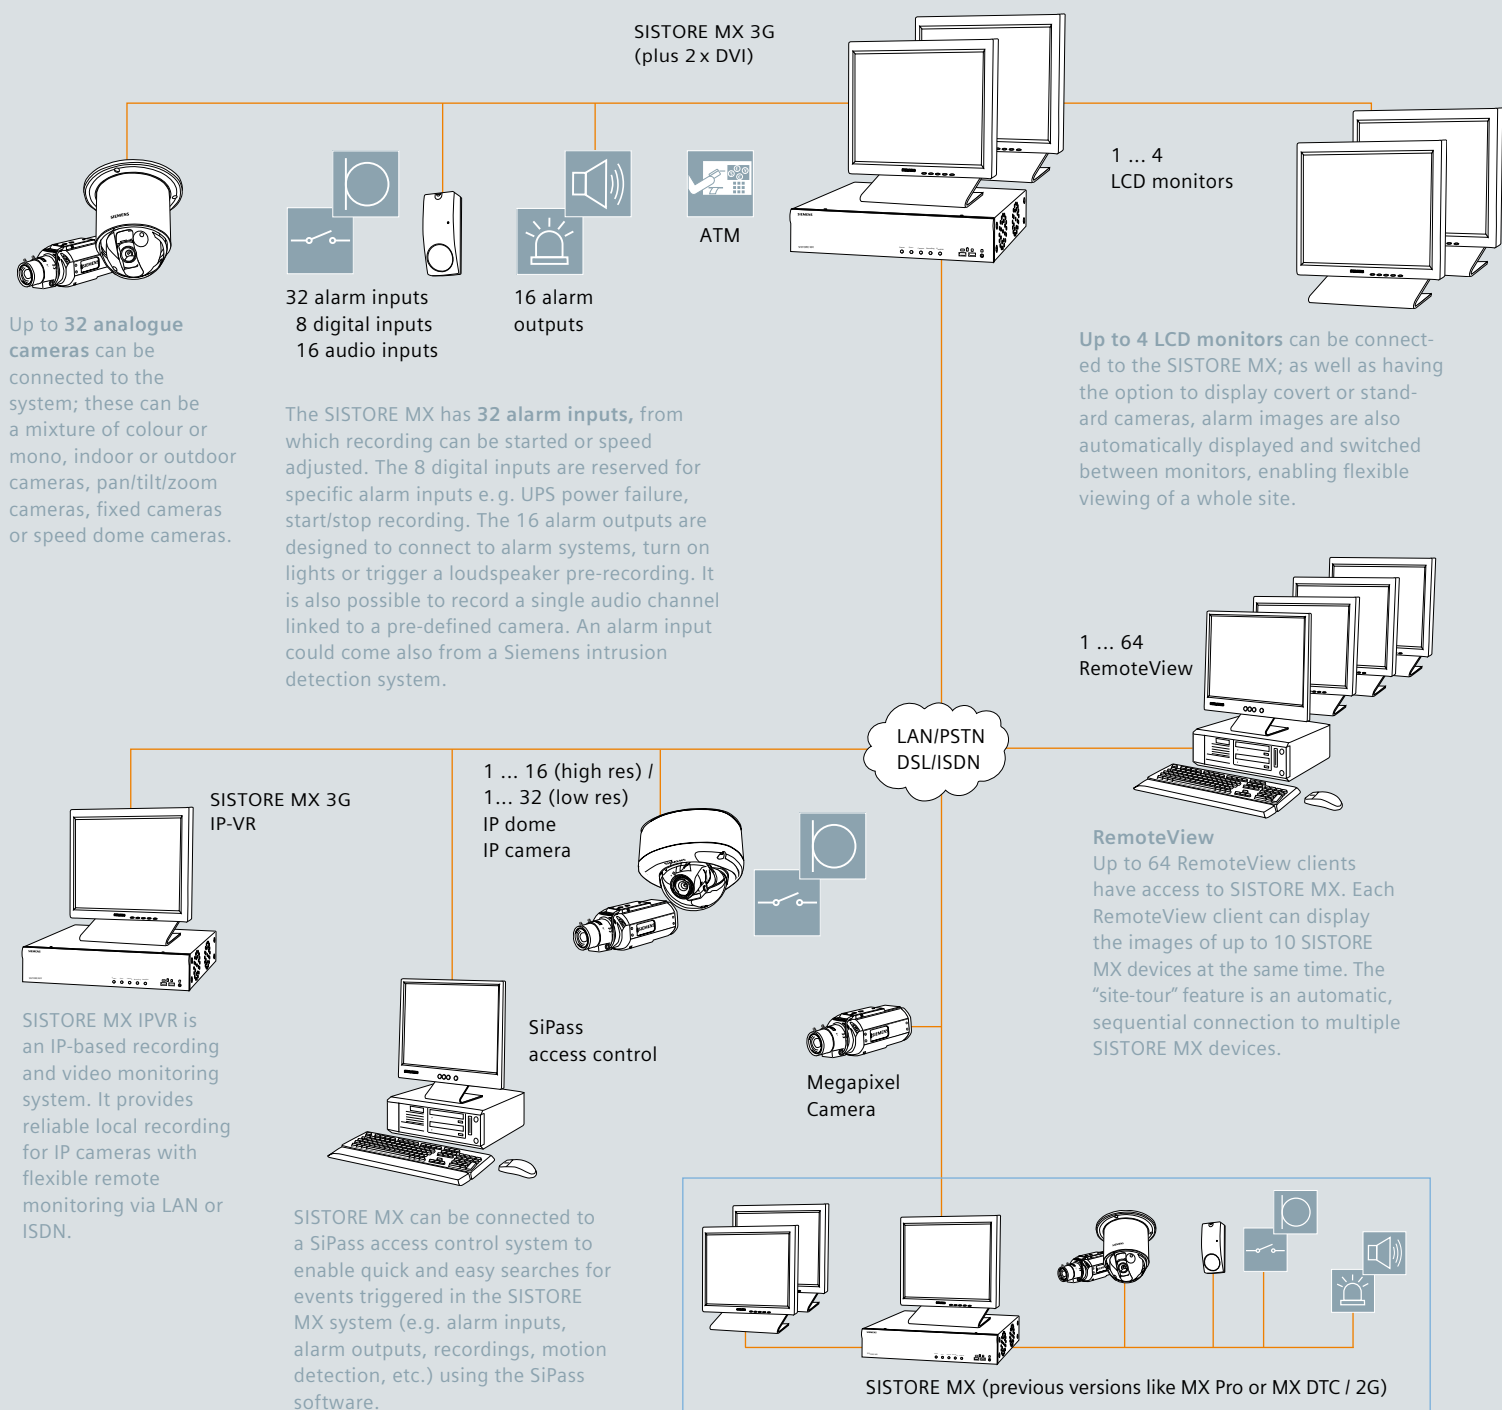 SISTORE MX 3G
(plus 2 x DVI)
1 ... 4
LCD monitors
SIEMENS
SIEMENS
ATM
SIEMENS
32 alarm inputs
8 digital inputs
16 audio inputs
16 alarm
outputs
Up to 32 analogue
cameras can be
connected to the
system; these can be
a mixture of colour or
mono, indoor or outdoor
cameras, pan/tilt/zoom
cameras, fixed cameras
or speed dome cameras.
The SISTORE MX has 32 alarm inputs, from
which recording can be started or speed
adjusted. The 8 digital inputs are reserved for
specific alarm inputs e. g. UPS power failure,
start/stop recording. The 16 alarm outputs are
designed to connect to alarm systems, turn on
lights or trigger a loudspeaker pre-recording. It
is also possible to record a single audio channel
linked to a pre-defined camera. An alarm input
could come also from a Siemens intrusion
detection system.
Up to 4 LCD monitors can be connect-
ed to the SISTORE MX; as well as having
the option to display covert or stand-
ard cameras, alarm images are also
automatically displayed and switched
between monitors, enabling flexible
viewing of a whole site.
1 ... 64
RemoteView
LAN/PSTN
DSL/ISDN
SISTORE MX 3G
IP-VR
1 ... 16 (high res) /
1... 32 (low res)
IP dome
IP camera
SIEMENS
RemoteView
Up to 64 RemoteView clients
have access to SISTORE MX. Each
RemoteView client can display
the images of up to 10 SISTORE
MX devices at the same time. The
"site-tour" feature is an automatic,
sequential connection to multiple
SISTORE MX devices.
SIEMENS
SISTORE MX IPVR is
an IP-based recording
and video monitoring
system. It provides
reliable local recording
for IP cameras with
flexible remote
monitoring via LAN or
ISDN.
SiPass
access control
SIEMENS
Megapixel
Camera
SISTORE MX can be connected to
a SiPass access control system to
enable quick and easy searches for
events triggered in the SISTORE
MX system (e.g. alarm inputs,
alarm outputs, recordings, motion
detection, etc.) using the SiPass
software.
SISTORE MX (previous versions like MX Pro or MX DTC / 2G)